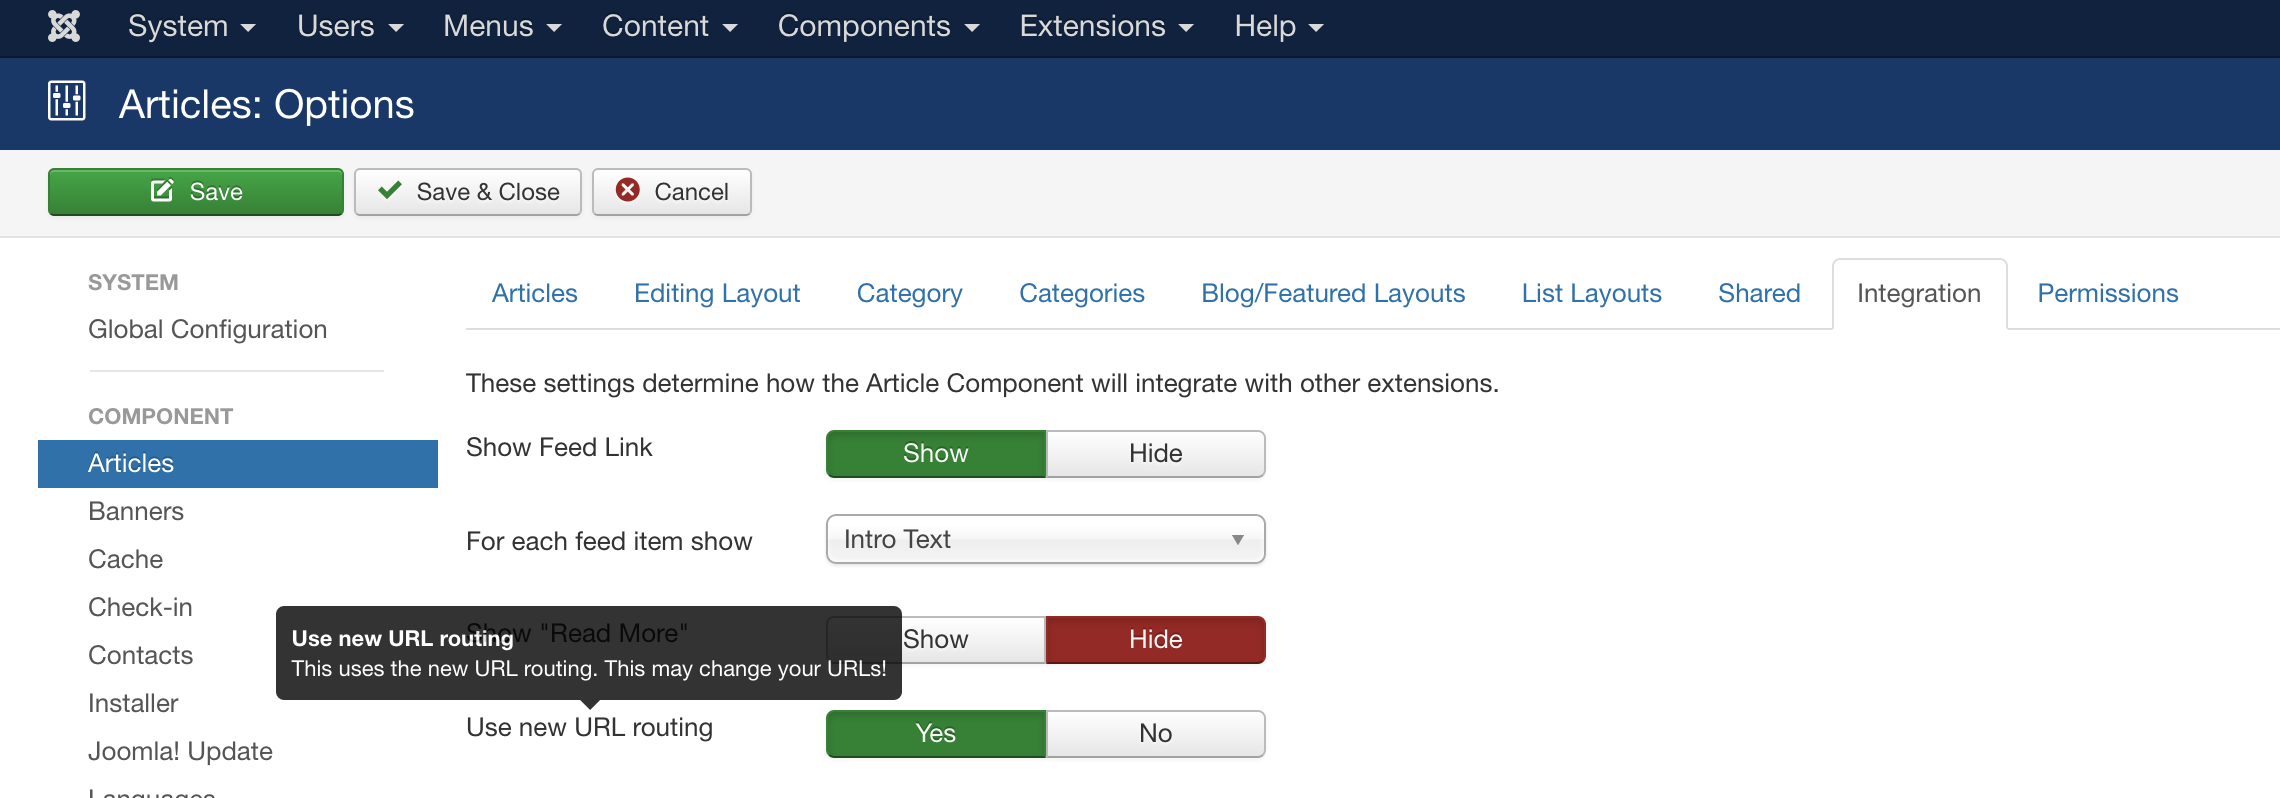 System Users Menus Content Components Extensions Help
Articles: Options
Save Save & Close Cancel
SYSTEM
Global Configuration
COMPONENT
Articles
Banners
Cache
Check-in
Contacts
Installer
Joomla! Update
Languages
Articles Editing Layout Category Categories Blog/Featured Layouts List Layouts Shared Integration Permissions
These settings determine how the Article Component will integrate with other extensions.
Show Feed Link Show Hide
For each feed item show Intro Text
Show "Read More" Show Hide
Use new URL routing
This uses the new URL routing. This may change your URLs!
Use new URL routing Yes No